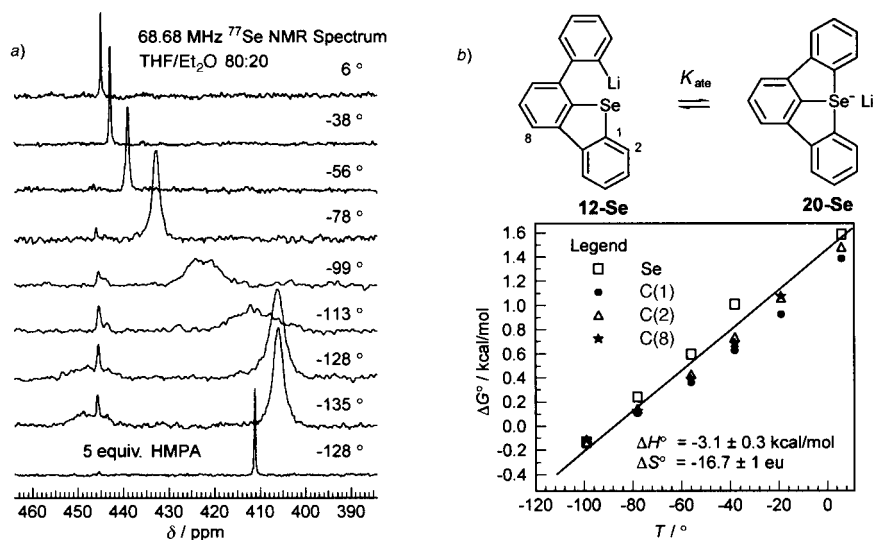 a)
68.68 MHz ⁷⁷Se NMR Spectrum
THF/Et₂O 80:20
6 °
-38 °
-56 °
-78 °
-99 °
-113 °
-128 °
-135 °
5 equiv. HMPA
-128 °
460 450 440 430 420 410 400 390
δ / ppm
b)
Li
Se
8
1
2
12-Se
K_ate
⇌
Se⁻ Li
20-Se
Legend
Se
C(1)
C(2)
C(8)
ΔH° = -3.1 ± 0.3 kcal/mol
ΔS° = -16.7 ± 1 eu
ΔG° / kcal/mol
1.6
1.4
1.2
1.0
0.8
0.6
0.4
0.2
0.0
-0.2
-0.4
-120 -100 -80 -60 -40 -20 0
T / °